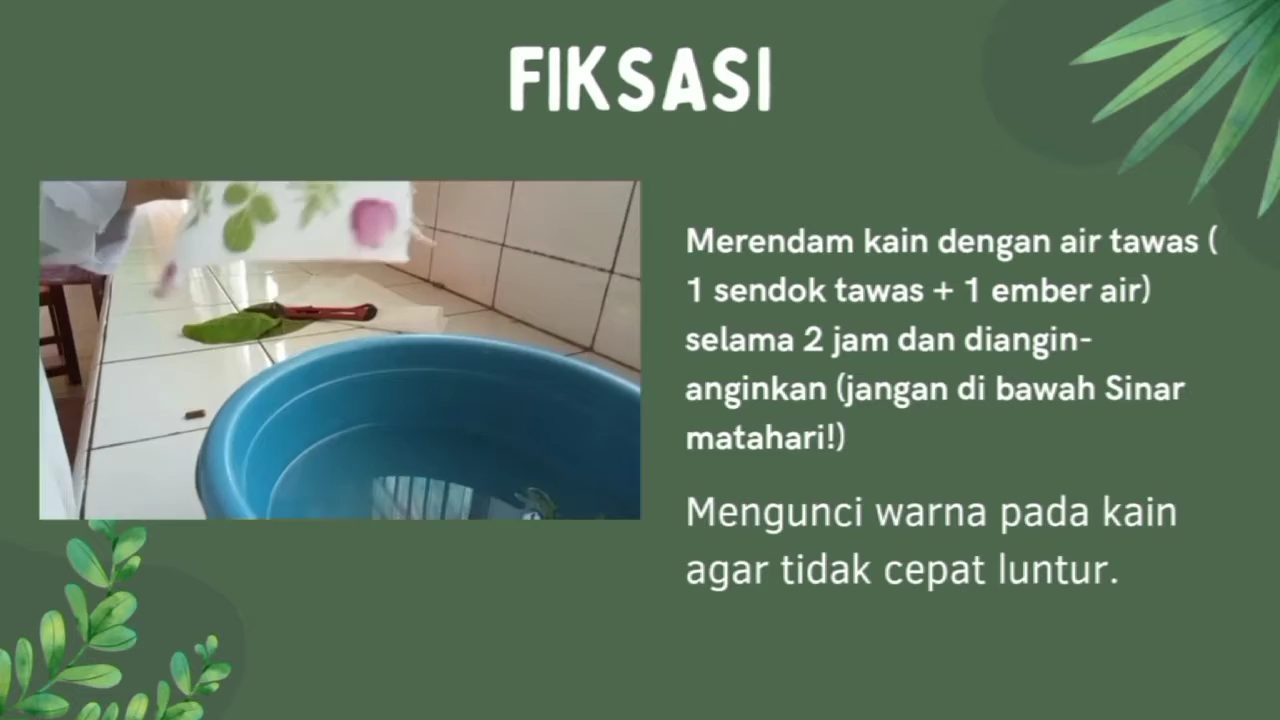 FIKSASI
Merendam kain dengan air tawas (
1 sendok tawas + 1 ember air)
selama 2 jam dan diangin-
anginkan (jangan di bawah Sinar
matahari!)
Mengunci warna pada kain
agar tidak cepat luntur.